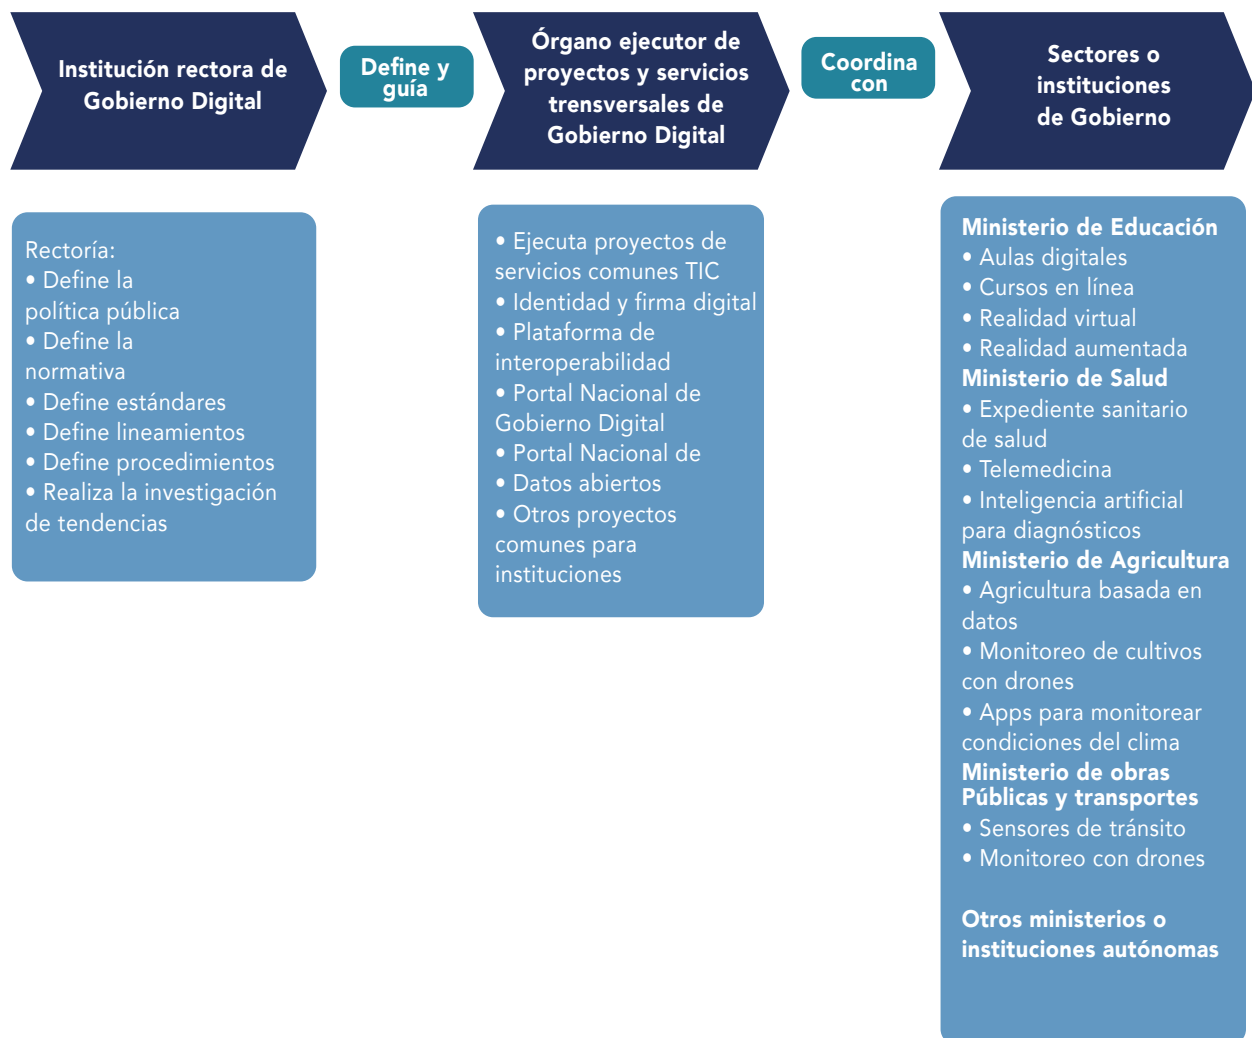 Institución rectora de
Gobierno Digital
Define y
guía
Órgano ejecutor de
proyectos y servicios
trensversales de
Gobierno Digital
Coordina
con
Sectores o
instituciones
de Gobierno
Rectoría:
• Define la
política pública
• Define la
normativa
• Define estándares
• Define lineamientos
• Define procedimientos
• Realiza la investigación
de tendencias
• Ejecuta proyectos de
servicios comunes TIC
• Identidad y firma digital
• Plataforma de
interoperabilidad
• Portal Nacional de
Gobierno Digital
• Portal Nacional de
• Datos abiertos
• Otros proyectos
comunes para
instituciones
Ministerio de Educación
• Aulas digitales
• Cursos en línea
• Realidad virtual
• Realidad aumentada
Ministerio de Salud
• Expediente sanitario
de salud
• Telemedicina
• Inteligencia artificial
para diagnósticos
Ministerio de Agricultura
• Agricultura basada en
datos
• Monitoreo de cultivos
con drones
• Apps para monitorear
condiciones del clima
Ministerio de obras
Públicas y transportes
• Sensores de tránsito
• Monitoreo con drones
Otros ministerios o
instituciones autónomas